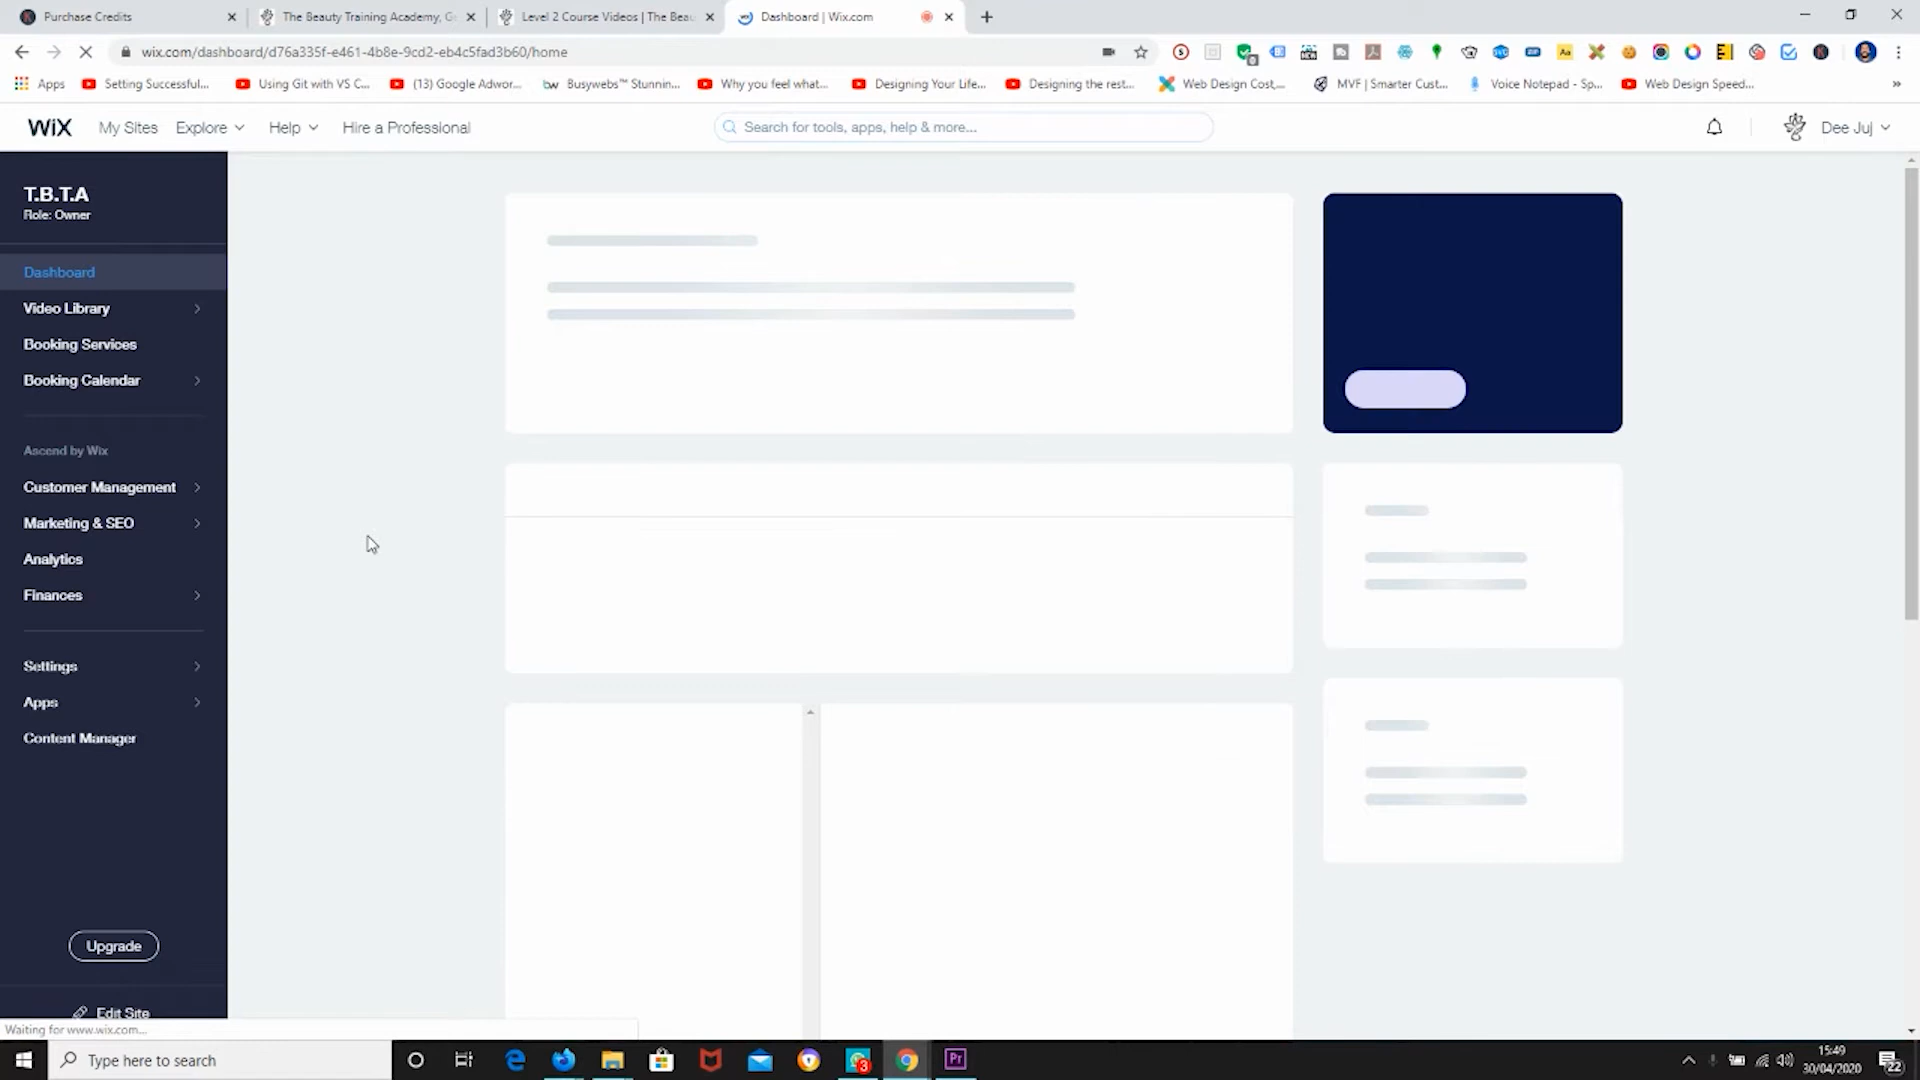 Purchase Credits
The Beauty Training Academy, G
Level 2 Course Videos | The Beau
Dashboard | Wix.com
wix.com/dashboard/d76a335f-e461-4b8e-9cd2-eb4c5fad3b60/home
Apps
Setting Successful...
Using Git with VS C...
(13) Google Adwor...
Busywebs™ Stunnin...
Why you feel what...
Designing Your Life...
Designing the rest...
Web Design Cost,...
MVF | Smarter Cust...
Voice Notepad - Sp...
Web Design Speed...
WiX
My Sites
Explore
Help
Hire a Professional
Search for tools, apps, help & more...
Dee Juj
T.B.T.A
Role: Owner
Dashboard
Video Library
Booking Services
Booking Calendar
Ascend by Wix
Customer Management
Marketing & SEO
Analytics
Finances
Settings
Apps
Content Manager
Upgrade
Edit Site
Waiting for www.wix.com...
Type here to search
3
Pr
15:49
30/04/2020
22